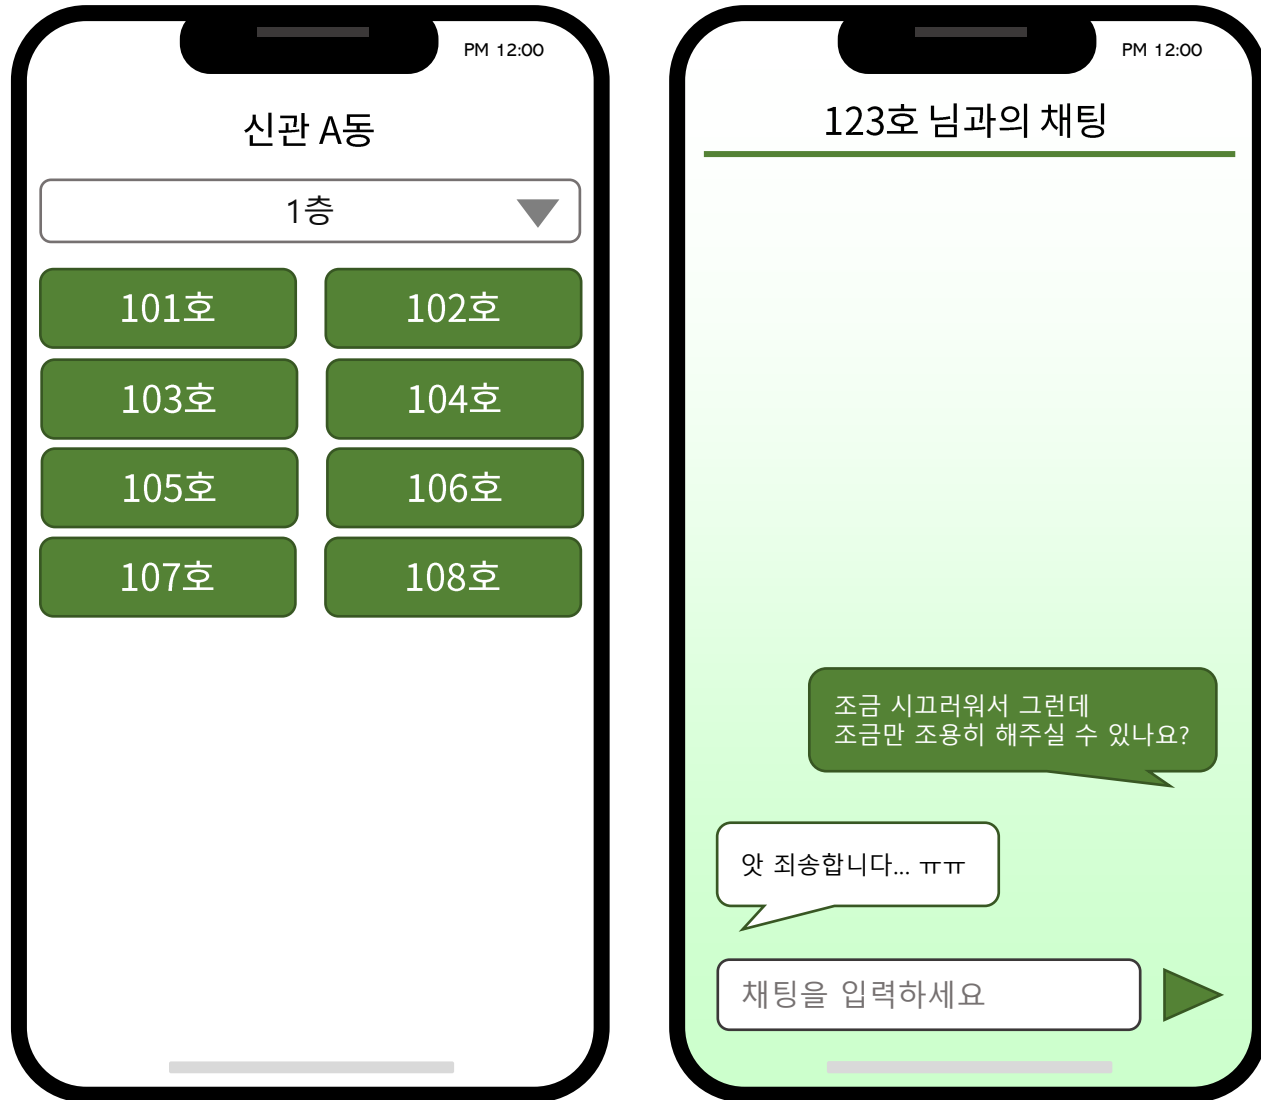 PM 12:00
신관 A동
1층
101호
102호
103호
104호
105호
106호
107호
108호
PM 12:00
123호 님과의 채팅
조금 시끄러워서 그런데
조금만 조용히 해주실 수 있나요?
앗 죄송합니다... ㅠㅠ
채팅을 입력하세요